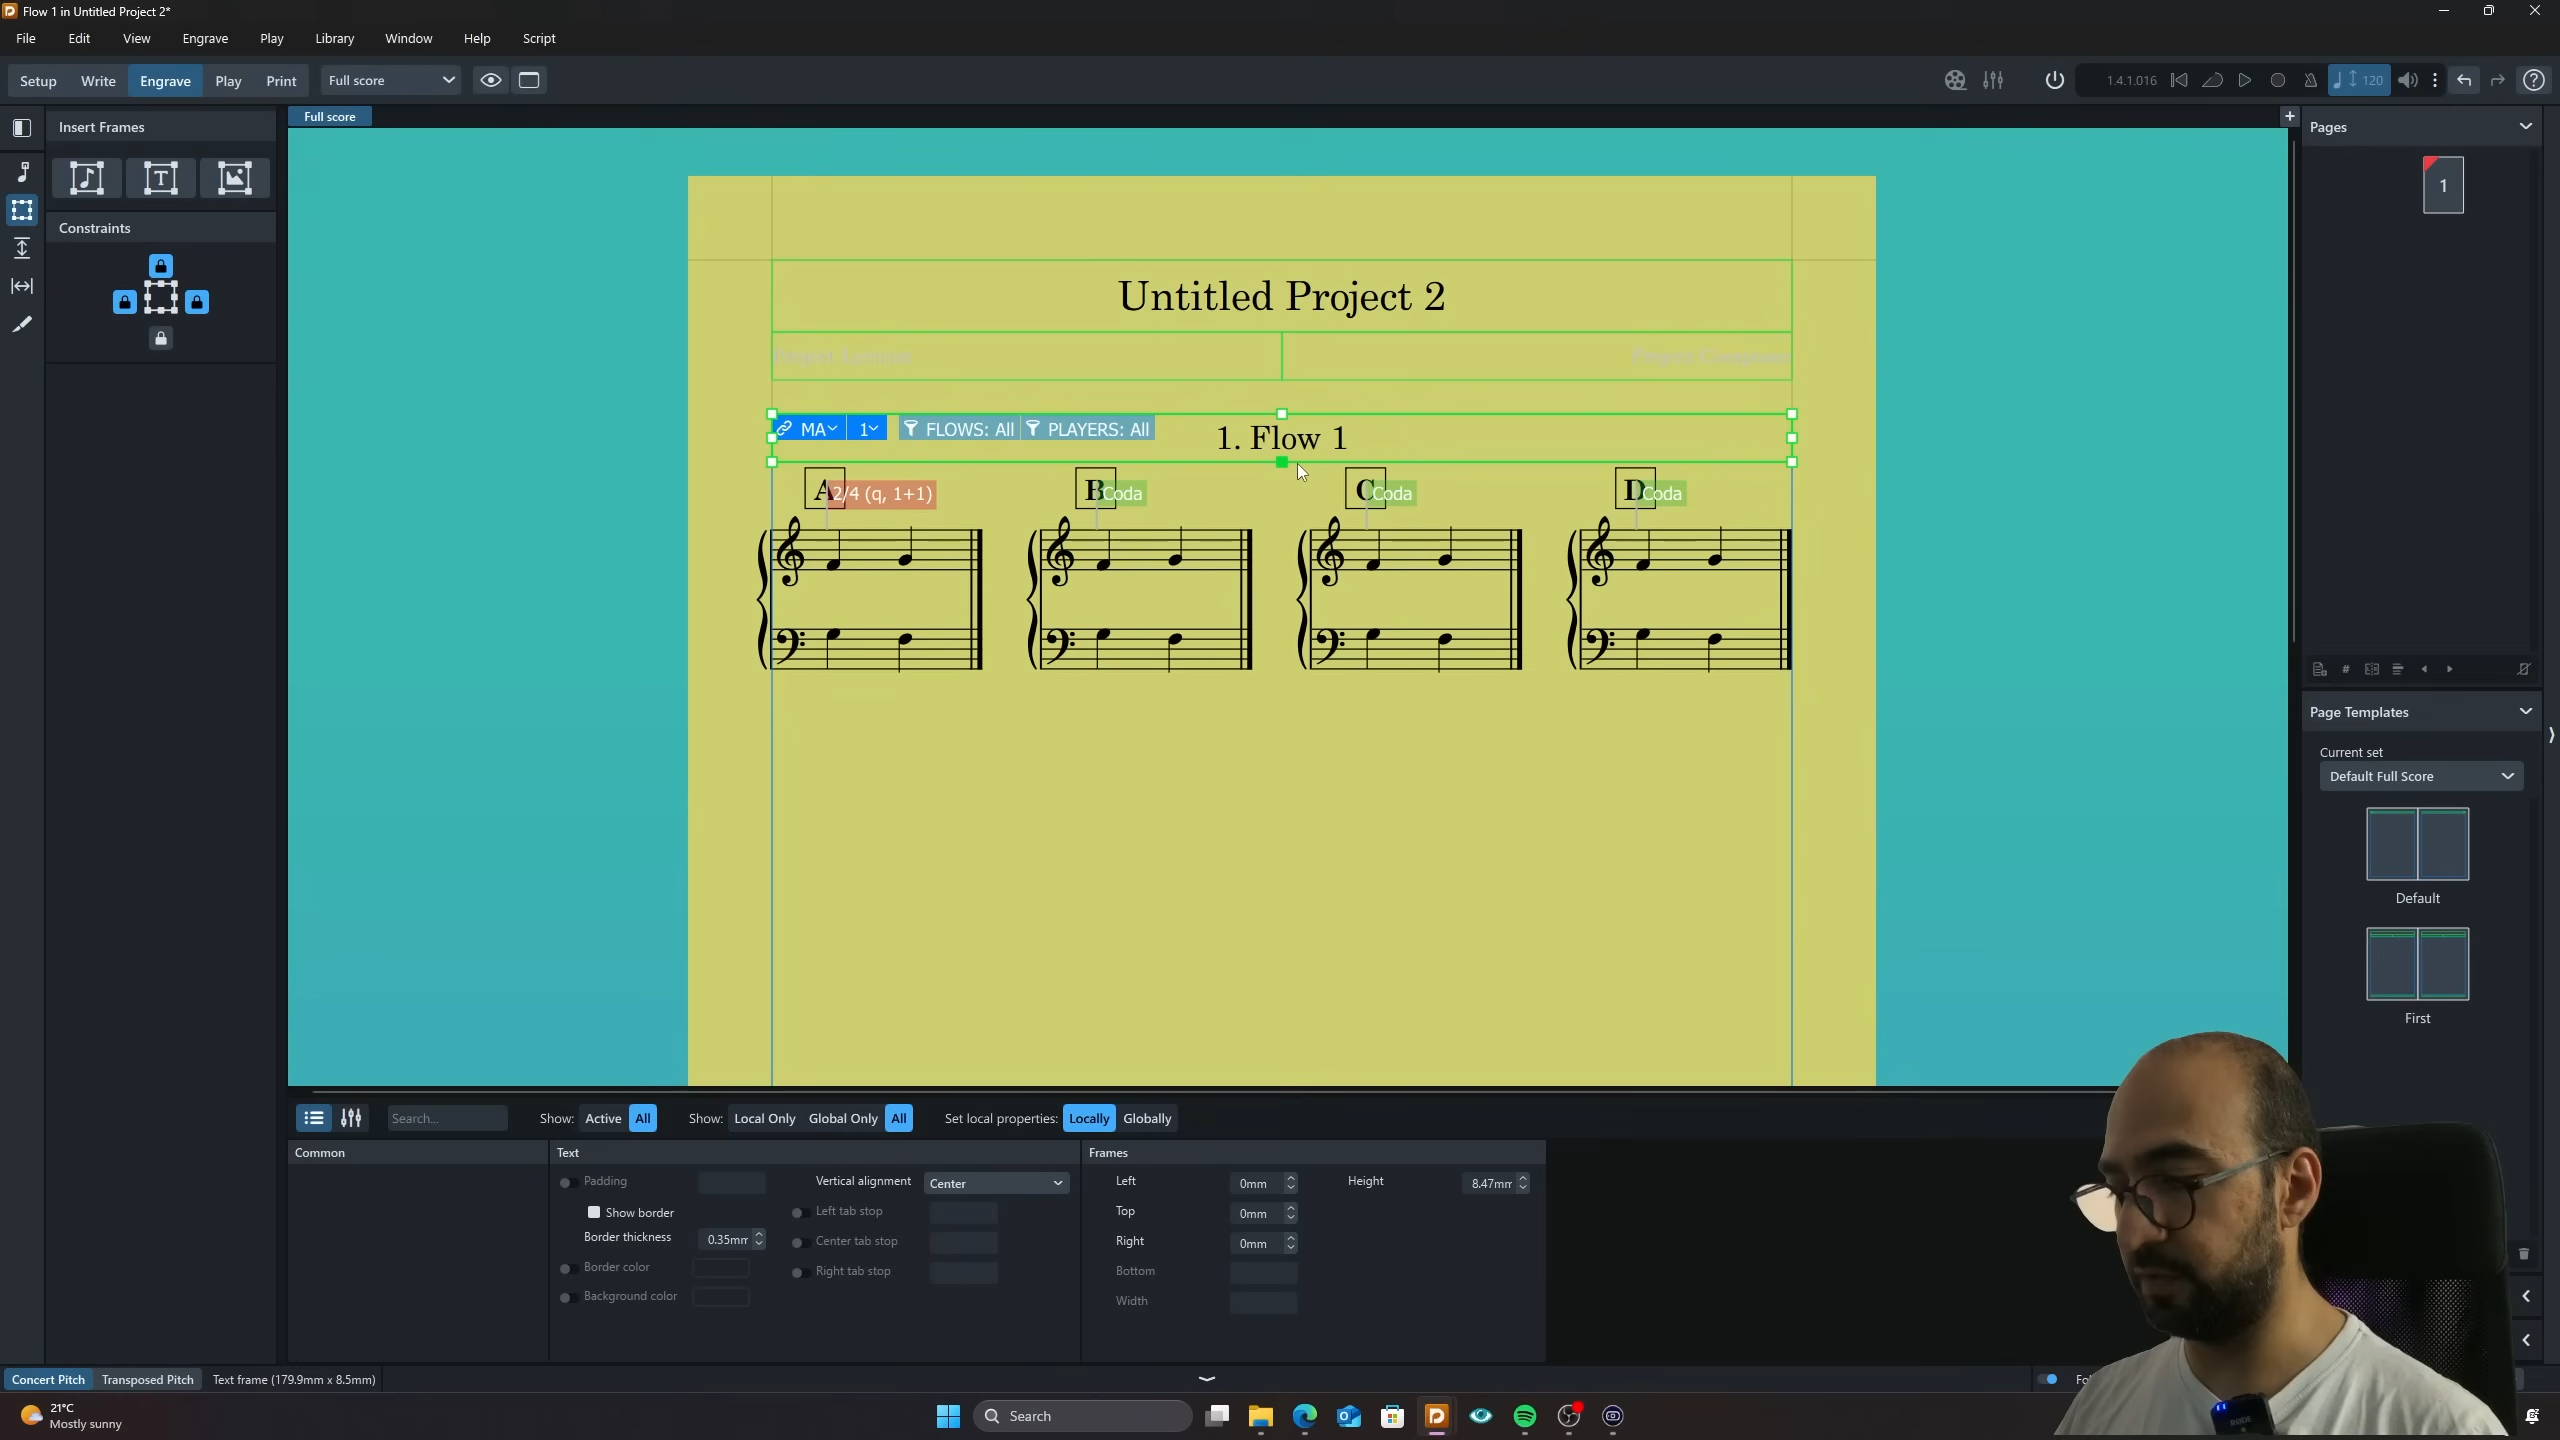 Flow 1 in Untitled Project 2*
File Edit View Engrave Play Library Window Help Script
Setup Write Engrave Play Print Full score 1.4.1.016 120
Insert Frames
Full score
Pages
1
Constraints
Untitled Project 2
Project Lyricist Project Composer
MA 1 FLOWS: All PLAYERS: All
1. Flow 1
A 2/4 (q, 1+1) B Coda C Coda D Coda
Page Templates
Current set
Default Full Score
Default
First
Search... Show: Active All Show: Local Only Global Only All Set local properties: Locally Globally
Common Text Frames
Padding Vertical alignment Center Left 0mm Height 8.47mm
Show border Left tab stop Top 0mm
Border thickness 0.35mm Center tab stop Right 0mm
Border color Right tab stop Bottom
Background color Width
Concert Pitch Transposed Pitch Text frame (179.9mm x 8.5mm)
21°C
Mostly sunny
Search
RØDE